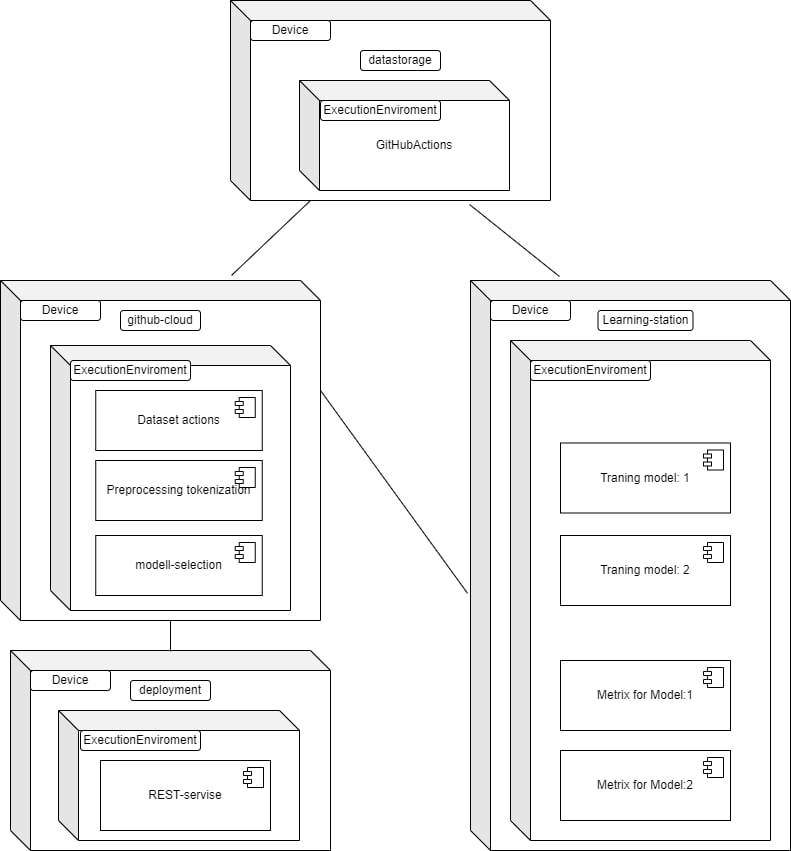 Device
datastorage
ExecutionEnviroment
GitHubActions
Device
github-cloud
ExecutionEnviroment
Dataset actions
Preprocessing tokenization
modell-selection
Device
Learning-station
ExecutionEnviroment
Traning model: 1
Traning model: 2
Metrix for Model:1
Metrix for Model:2
Device
deployment
ExecutionEnviroment
REST-servise